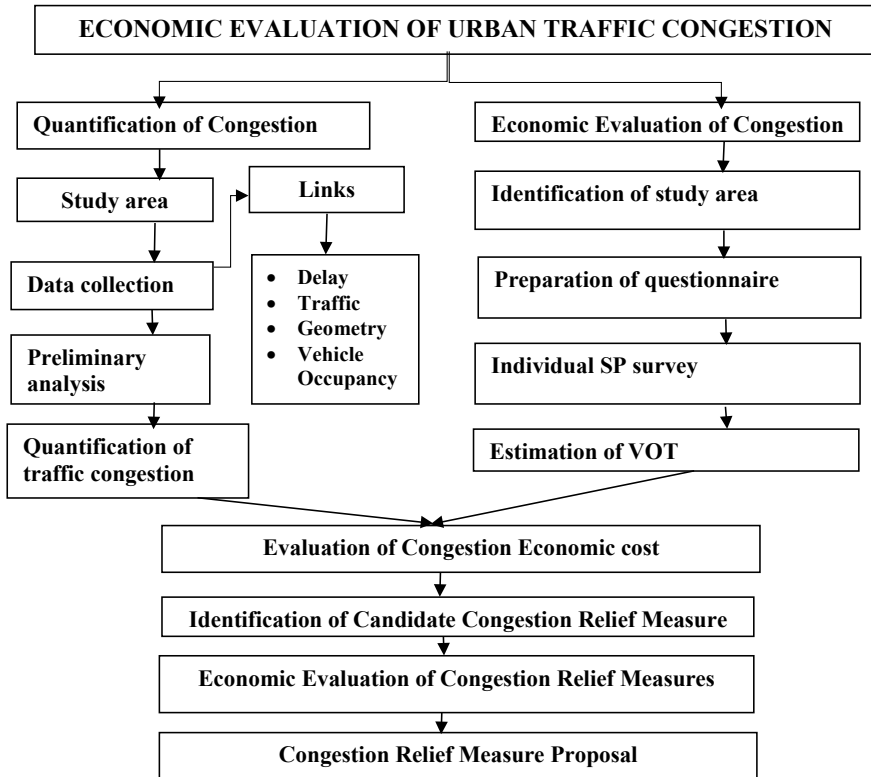 ECONOMIC EVALUATION OF URBAN TRAFFIC CONGESTION
Quantification of Congestion
Study area
Data collection
Preliminary
analysis
Quantification of
traffic congestion
Links
• Delay
• Traffic
• Geometry
• Vehicle
Occupancy
Economic Evaluation of Congestion
Identification of study area
Preparation of questionnaire
Individual SP survey
Estimation of VOT
Evaluation of Congestion Economic cost
Identification of Candidate Congestion Relief Measure
Economic Evaluation of Congestion Relief Measures
Congestion Relief Measure Proposal